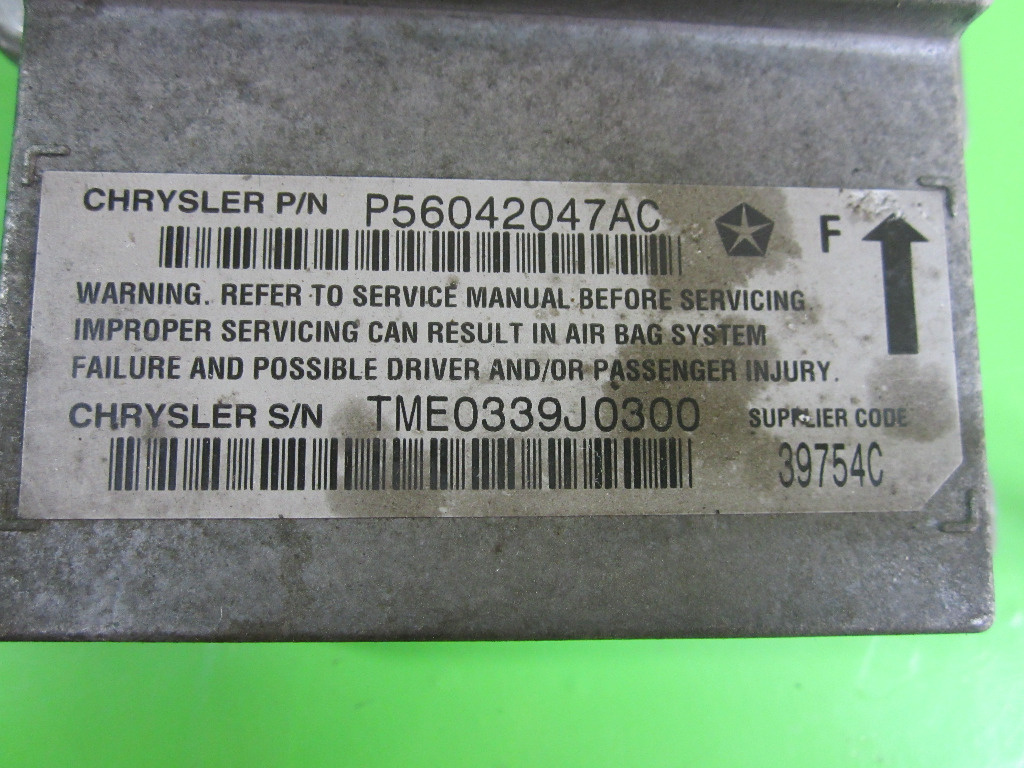 CHRYSLER P/N P56042047AC F
WARNING. REFER TO SERVICE MANUAL BEFORE SERVICING.
IMPROPER SERVICING CAN RESULT IN AIR BAG SYSTEM
FAILURE AND POSSIBLE DRIVER AND/OR PASSENGER INJURY.
CHRYSLER S/N TME0339J0300 SUPPLIER CODE
39754C